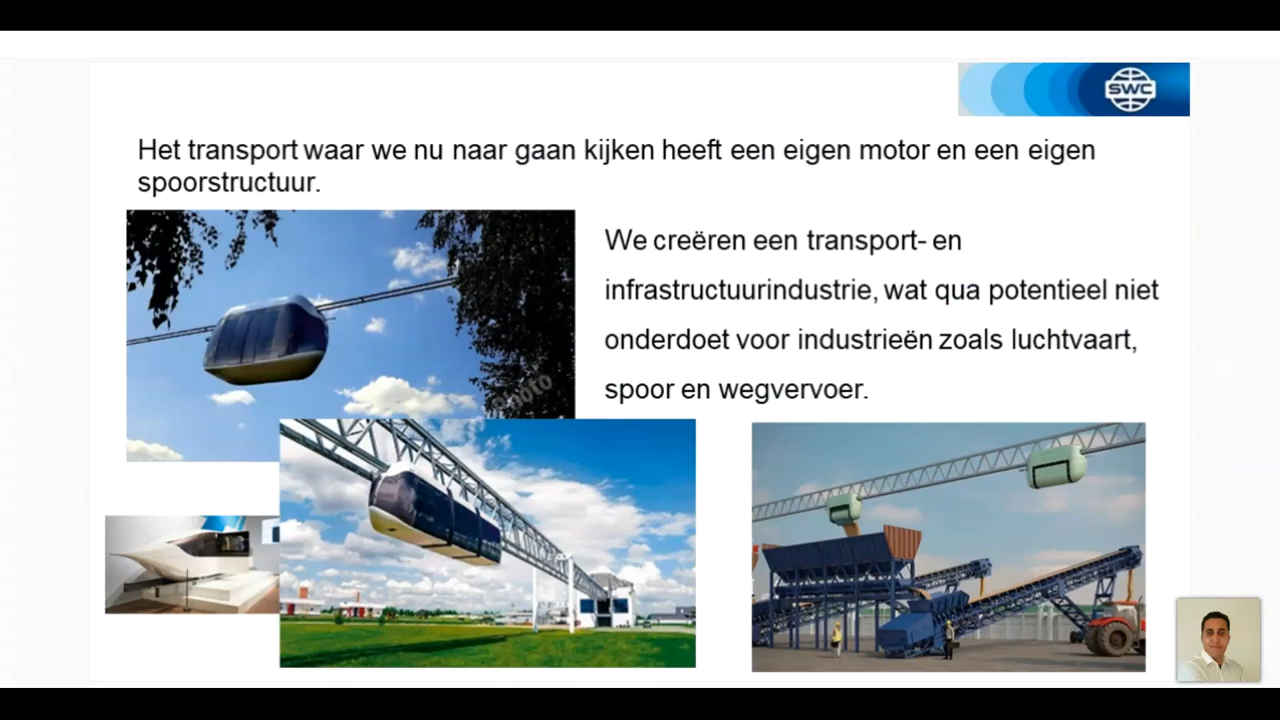 SWC
Het transport waar we nu naar gaan kijken heeft een eigen motor en een eigen
spoorstructuur.
We creëren een transport- en
infrastructuurindustrie, wat qua potentieel niet
onderdoet voor industrieën zoals luchtvaart,
spoor en wegvervoer.